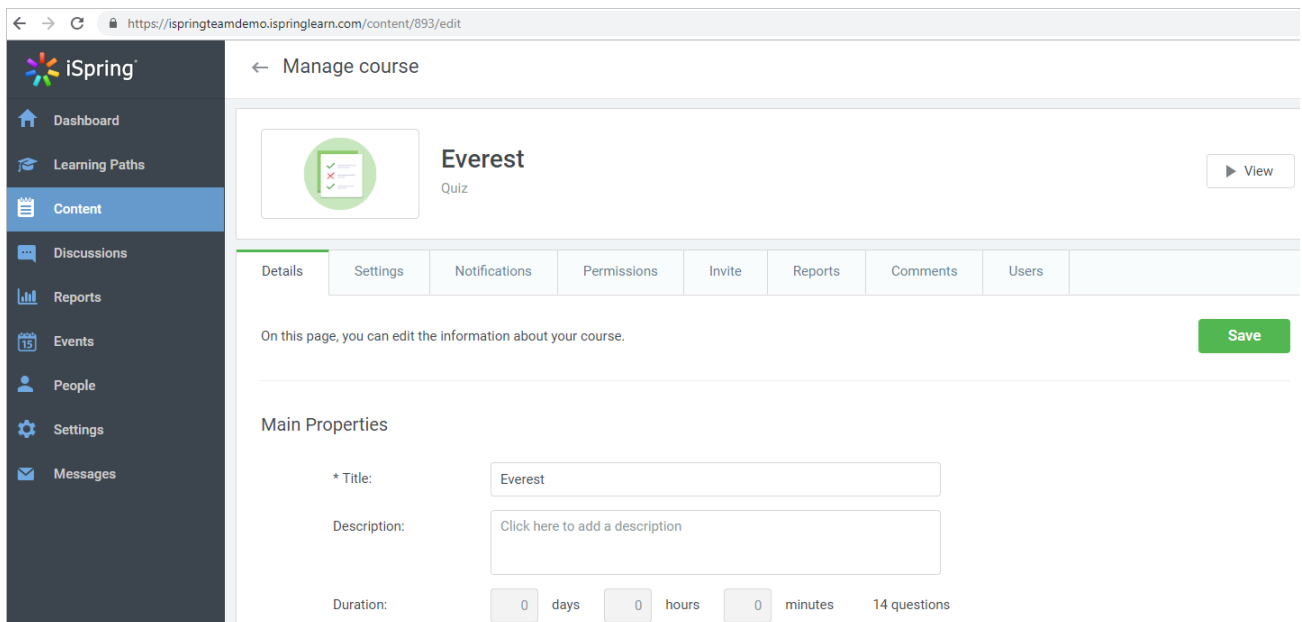 https://ispringteamdemo.ispringlearn.com/content/893/edit
iSpring
Dashboard
Learning Paths
Content
Discussions
Reports
15
Events
People
Settings
Messages
← Manage course
Everest
Quiz
View
Details Settings Notifications Permissions Invite Reports Comments Users
On this page, you can edit the information about your course.
Save
Main Properties
* Title: Everest
Description: Click here to add a description
Duration: 0 days 0 hours 0 minutes 14 questions